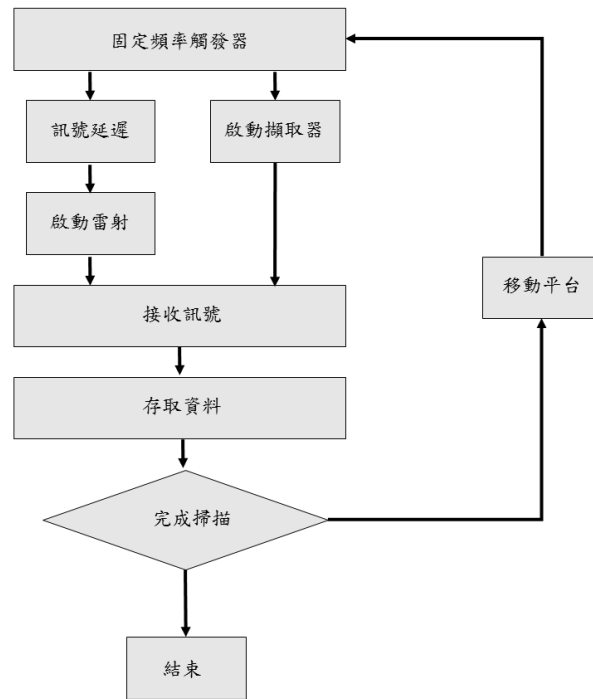 固定頻率觸發器
訊號延遲
啟動擷取器
啟動雷射
接收訊號
移動平台
存取資料
完成掃描
結束